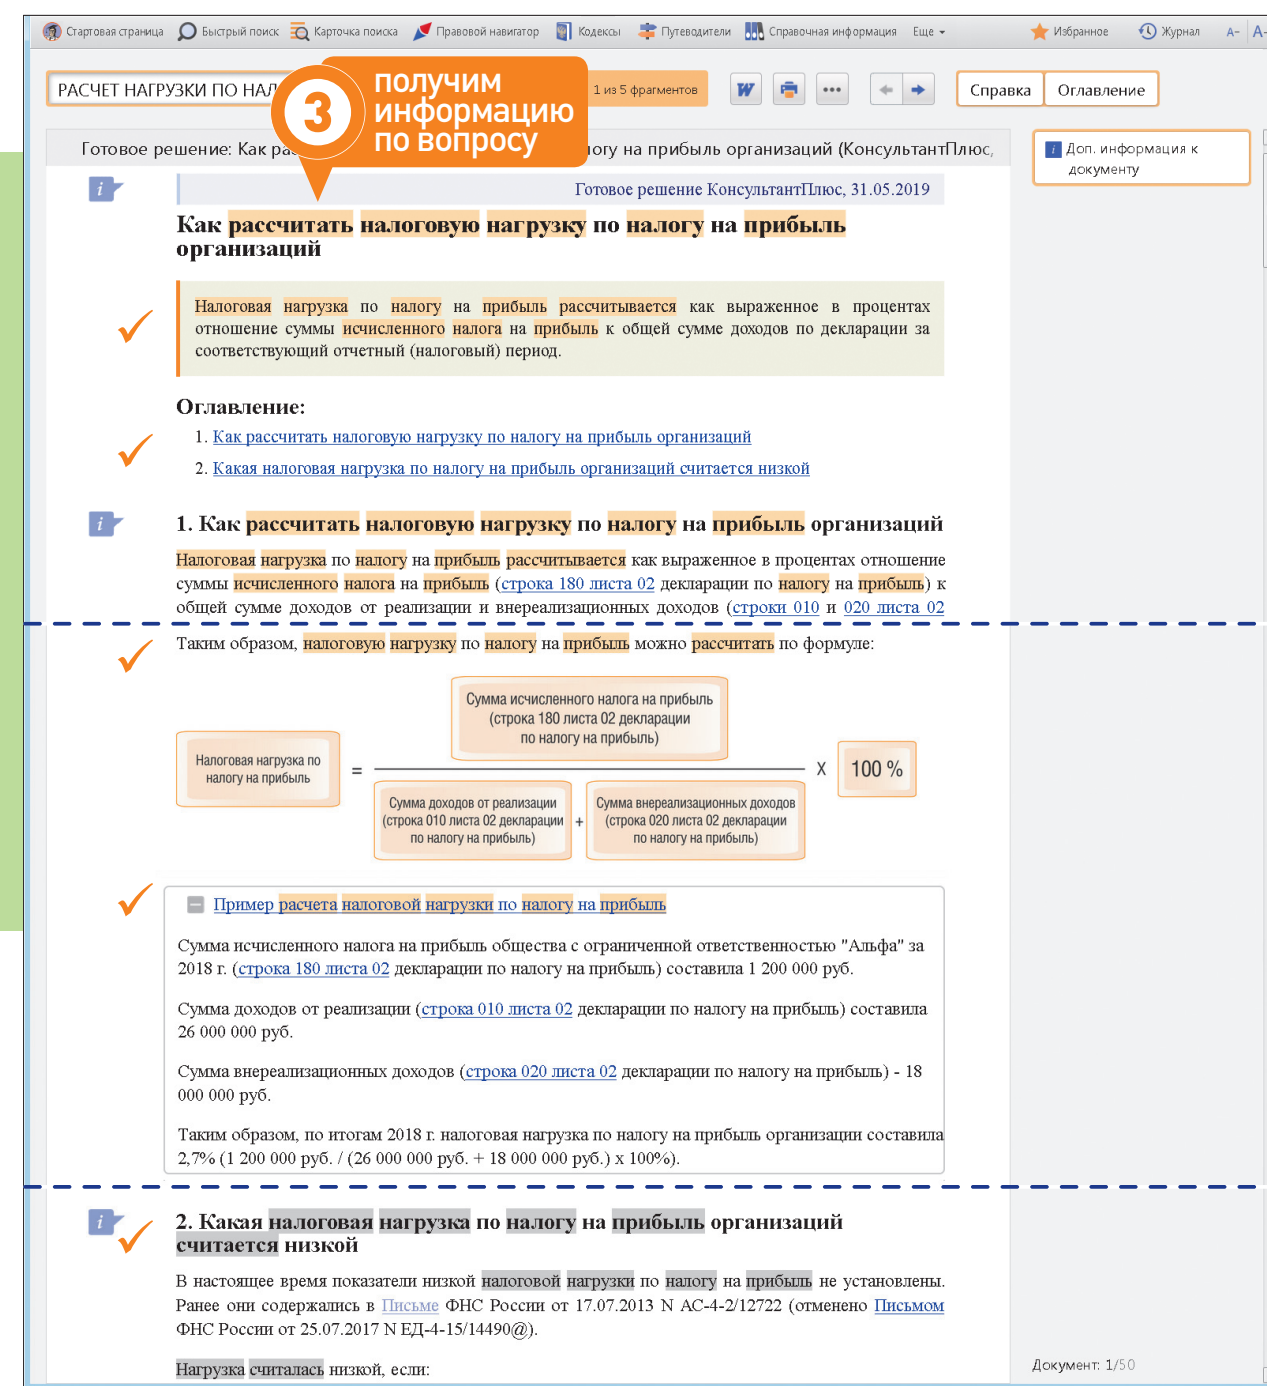 Стартовая страница Быстрый поиск Карточка поиска Правовой навигатор Кодексы Путеводители Справочная информация Еще Избранное Журнал А− А
РАСЧЕТ НАГРУЗКИ ПО НАЛ 1 из 5 фрагментов W ... Справка Оглавление
3
получим
информацию
по вопросу
Готовое решение: Как ра огу на прибыль организаций (КонсультантПлюс,
i Доп. информация к
документу
Готовое решение КонсультантПлюс, 31.05.2019
Как рассчитать налоговую нагрузку по налогу на прибыль
организаций
Налоговая нагрузка по налогу на прибыль рассчитывается как выраженное в процентах
отношение суммы исчисленного налога на прибыль к общей сумме доходов по декларации за
соответствующий отчетный (налоговый) период.
Оглавление:
1. Как рассчитать налоговую нагрузку по налогу на прибыль организаций
2. Какая налоговая нагрузка по налогу на прибыль организаций считается низкой
1. Как рассчитать налоговую нагрузку по налогу на прибыль организаций
Налоговая нагрузка по налогу на прибыль рассчитывается как выраженное в процентах отношение
суммы исчисленного налога на прибыль (строка 180 листа 02 декларации по налогу на прибыль) к
общей сумме доходов от реализации и внереализационных доходов (строки 010 и 020 листа 02
Таким образом, налоговую нагрузку по налогу на прибыль можно рассчитать по формуле:
Сумма исчисленного налога на прибыль
(строка 180 листа 02 декларации
по налогу на прибыль)
Налоговая нагрузка по
налогу на прибыль
=
X 100 %
Сумма доходов от реализации
(строка 010 листа 02 декларации
по налогу на прибыль)
+
Сумма внереализационных доходов
(строка 020 листа 02 декларации
по налогу на прибыль)
Пример расчета налоговой нагрузки по налогу на прибыль
Сумма исчисленного налога на прибыль общества с ограниченной ответственностью "Альфа" за
2018 г. (строка 180 листа 02 декларации по налогу на прибыль) составила 1 200 000 руб.
Сумма доходов от реализации (строка 010 листа 02 декларации по налогу на прибыль) составила
26 000 000 руб.
Сумма внереализационных доходов (строка 020 листа 02 декларации по налогу на прибыль) - 18
000 000 руб.
Таким образом, по итогам 2018 г. налоговая нагрузка по налогу на прибыль организации составила
2,7% (1 200 000 руб. / (26 000 000 руб. + 18 000 000 руб.) х 100%).
2. Какая налоговая нагрузка по налогу на прибыль организаций
считается низкой
В настоящее время показатели низкой налоговой нагрузки по налогу на прибыль не установлены.
Ранее они содержались в Письме ФНС России от 17.07.2013 N АС-4-2/12722 (отменено Письмом
ФНС России от 25.07.2017 N ЕД-4-15/14490@).
Нагрузка считалась низкой, если:
Документ: 1/50